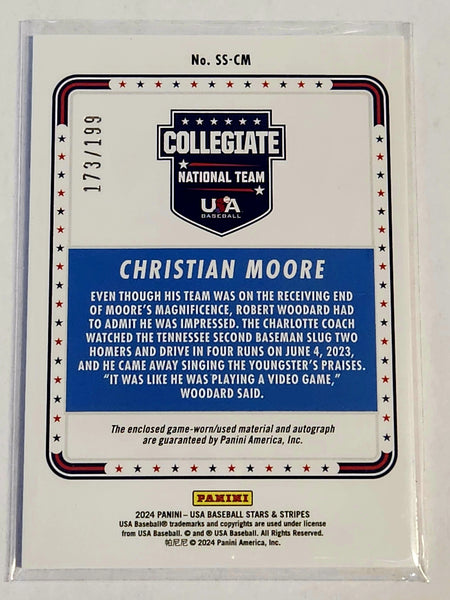 No. SS-CM
173/199
COLLEGIATE
NATIONAL TEAM
USA
BASEBALL
CHRISTIAN MOORE
EVEN THOUGH HIS TEAM WAS ON THE RECEIVING END
OF MOORE'S MAGNIFICENCE, ROBERT WOODARD HAD
TO ADMIT HE WAS IMPRESSED. THE CHARLOTTE COACH
WATCHED THE TENNESSEE SECOND BASEMAN SLUG TWO
HOMERS AND DRIVE IN FOUR RUNS ON JUNE 4, 2023,
AND HE CAME AWAY SINGING THE YOUNGSTER'S PRAISES.
"IT WAS LIKE HE WAS PLAYING A VIDEO GAME,"
WOODARD SAID.
The enclosed game-worn/used material and autograph
are guaranteed by Panini America, Inc.
PANINI
2024 PANINI – USA BASEBALL STARS & STRIPES
USA Baseball® trademarks and copyrights are used under license
from USA Baseball. © and ® USA Baseball. All Rights Reserved.
帕尼尼 © 2024 Panini America, Inc.